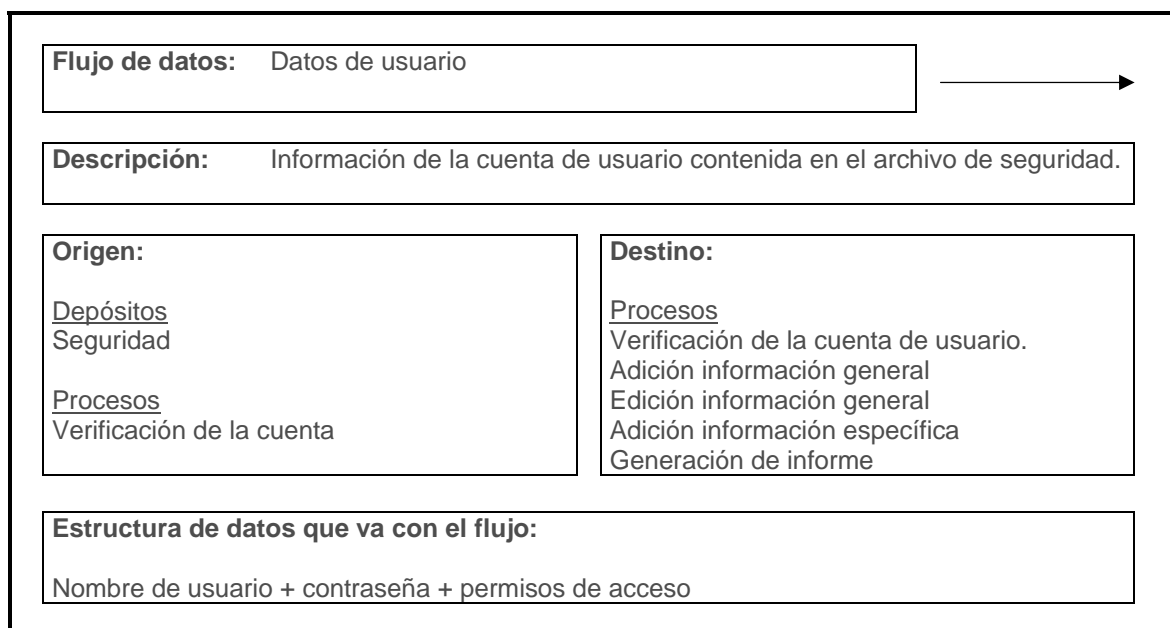 Flujo de datos: Datos de usuario
Descripción: Información de la cuenta de usuario contenida en el archivo de seguridad.
Origen:
Depósitos
Seguridad
Procesos
Verificación de la cuenta
Destino:
Procesos
Verificación de la cuenta de usuario.
Adición información general
Edición información general
Adición información específica
Generación de informe
Estructura de datos que va con el flujo:
Nombre de usuario + contraseña + permisos de acceso